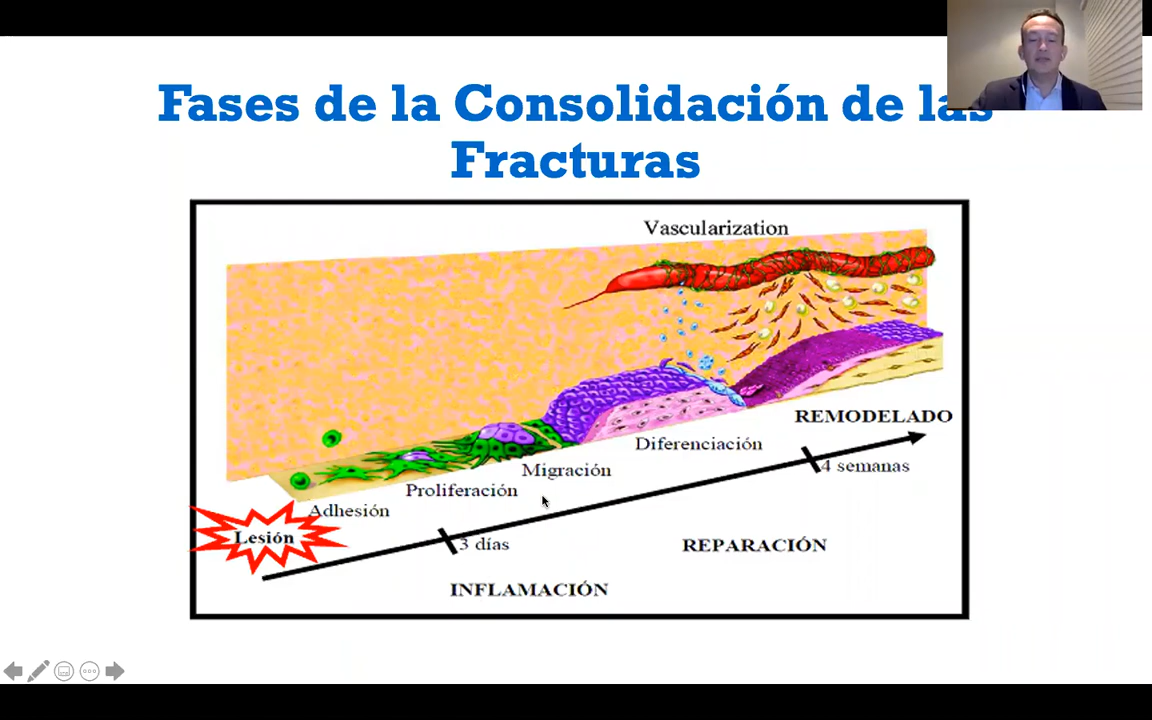 Fases de la Consolidación de las
Fracturas
Vascularization
REMODELADO
Diferenciación
4 semanas
Migración
Proliferación
Adhesión
Lesión
3 días
REPARACIÓN
INFLAMACIÓN